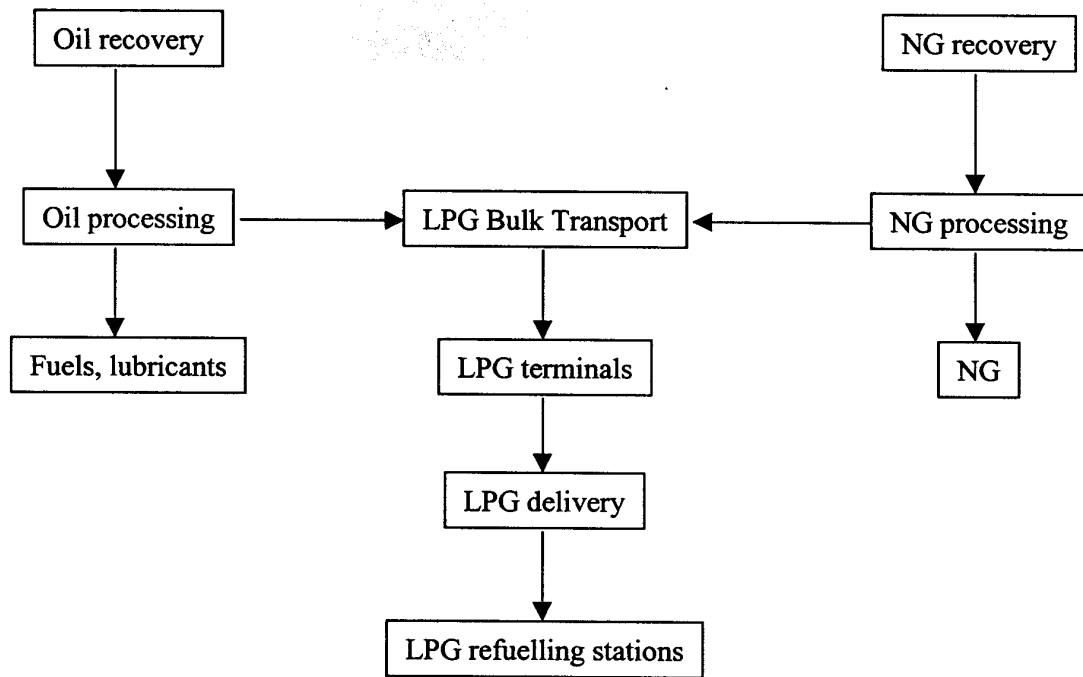 Oil recovery
NG recovery
Oil processing
LPG Bulk Transport
NG processing
Fuels, lubricants
LPG terminals
NG
LPG delivery
LPG refuelling stations